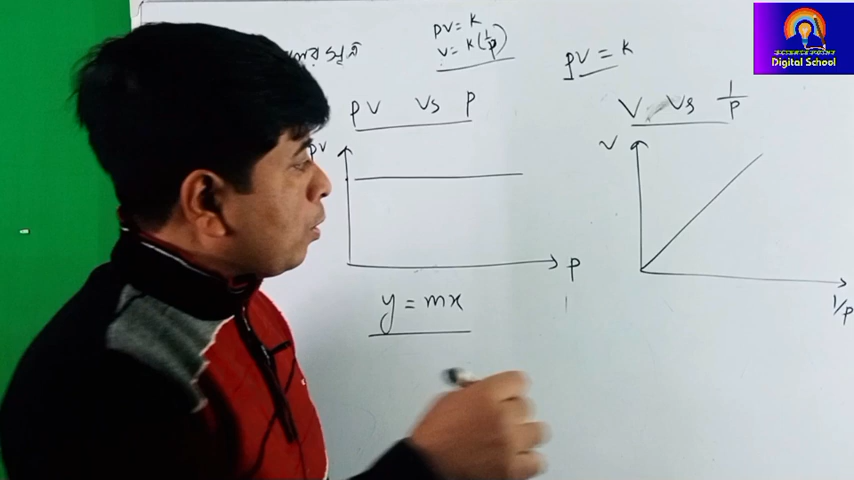 PV = K
V = K(1/P)
PV = K
PV Vs P
V Vs 1/P
PV
V
P
y = mx
1/P
Digital School